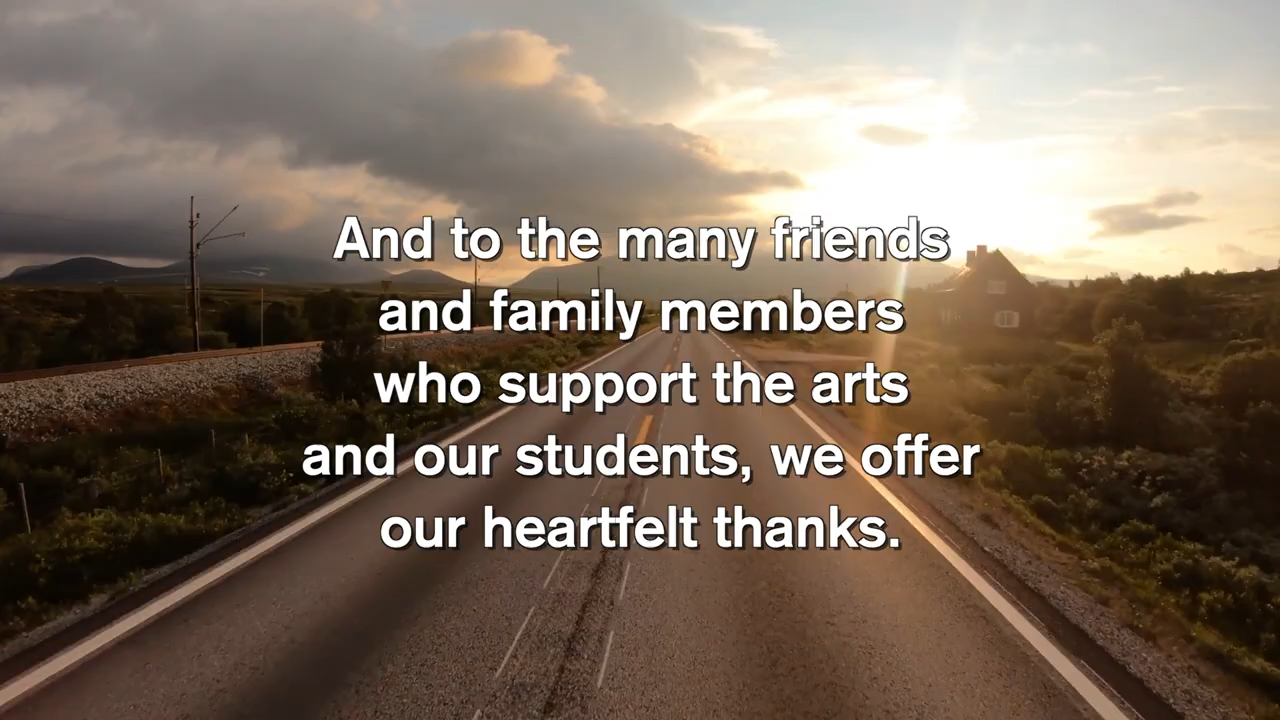 And to the many friends
and family members
who support the arts
and our students, we offer
our heartfelt thanks.